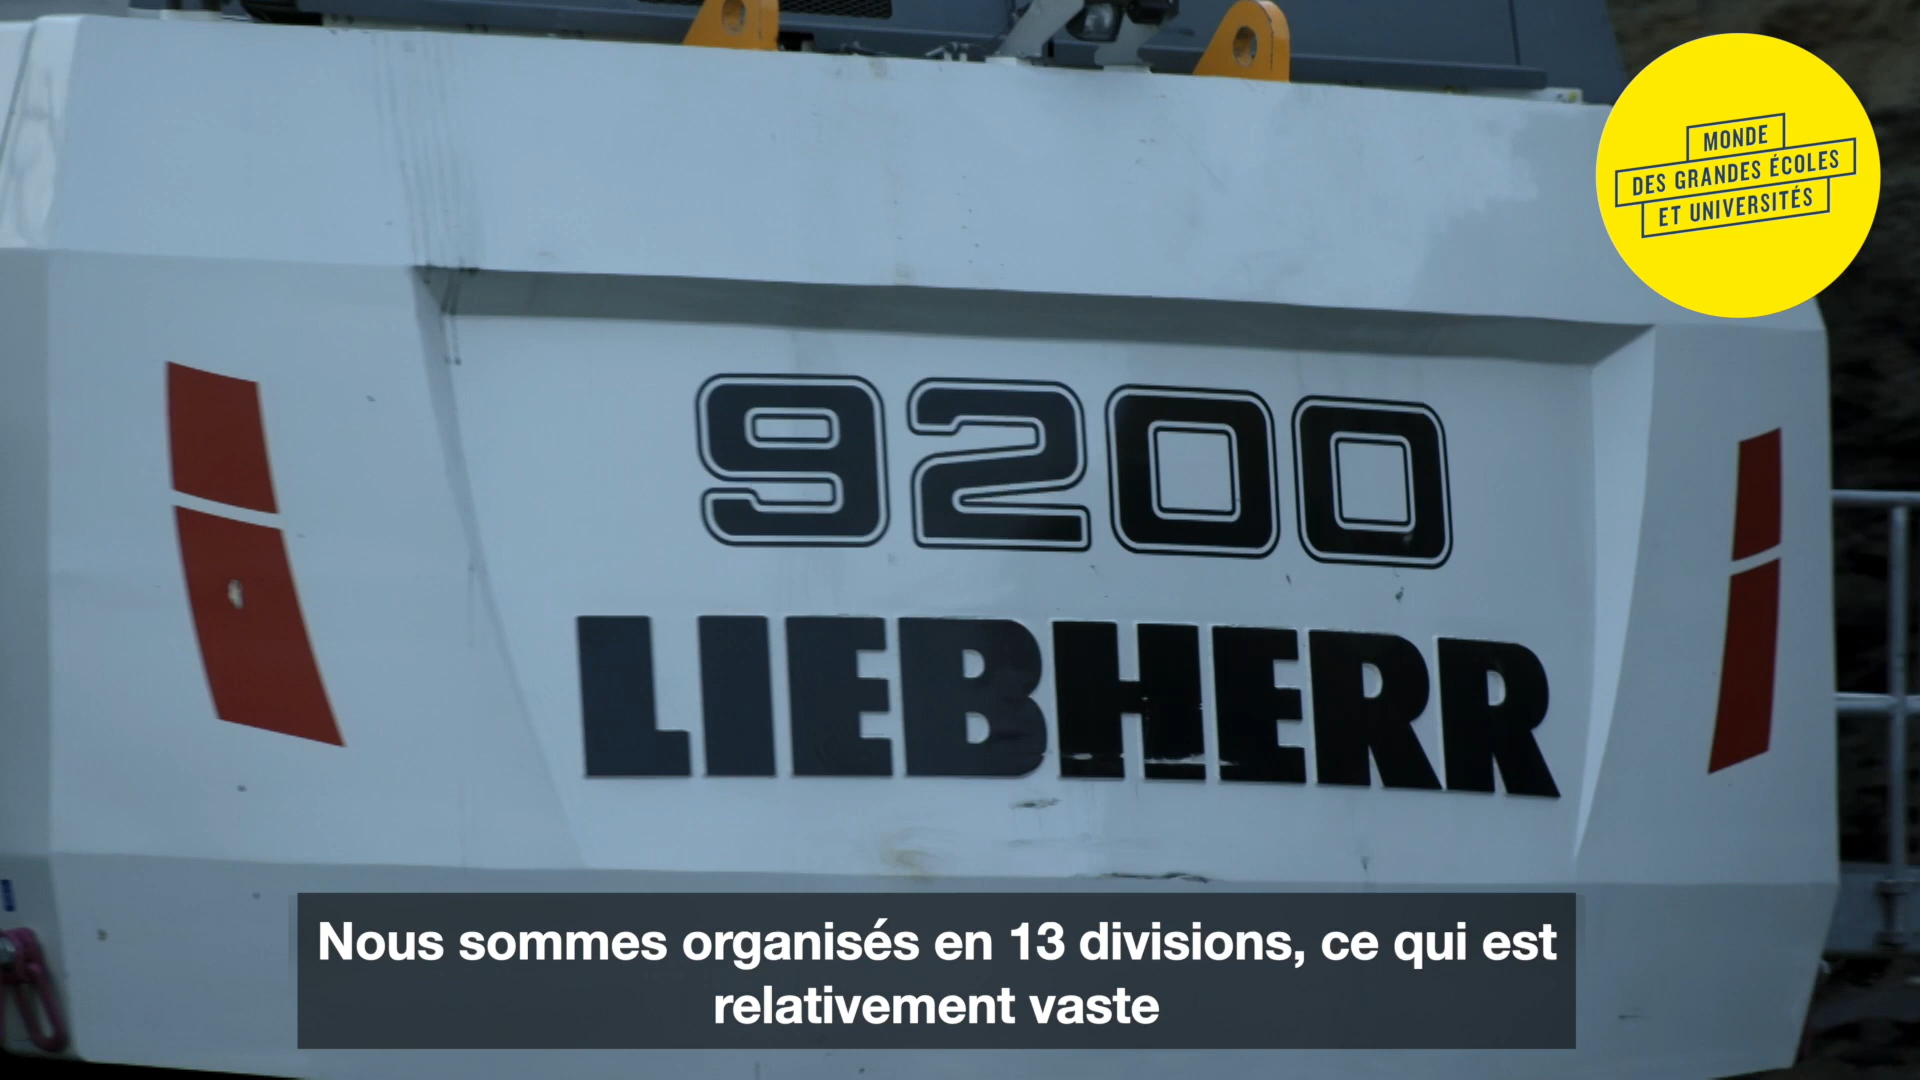 MONDE
DES GRANDES ÉCOLES
ET UNIVERSITÉS
9200
LIEBHERR
Nous sommes organisés en 13 divisions, ce qui est
relativement vaste